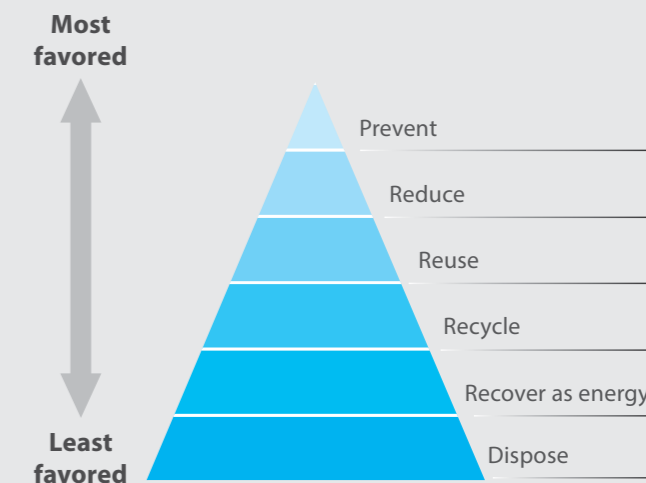 Most
favored
Prevent
Reduce
Reuse
Recycle
Recover as energy
Dispose
Least
favored